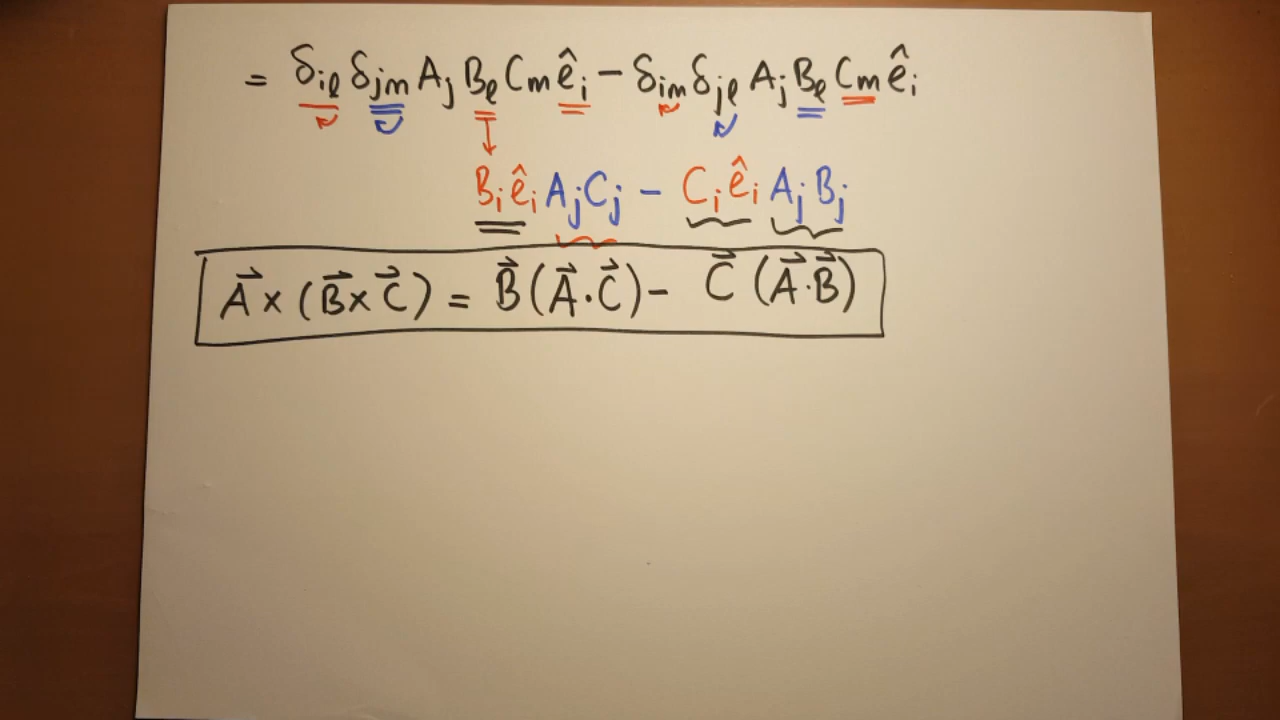 = δ_il δ_jm A_j B_l C_m ê_i − δ_im δ_jl A_j B_l C_m ê_i
B_i ê_i A_j C_j − C_i ê_i A_j B_j
A⃗ × (B⃗ × C⃗) = B⃗ (A⃗ · C⃗) − C⃗ (A⃗ · B⃗)